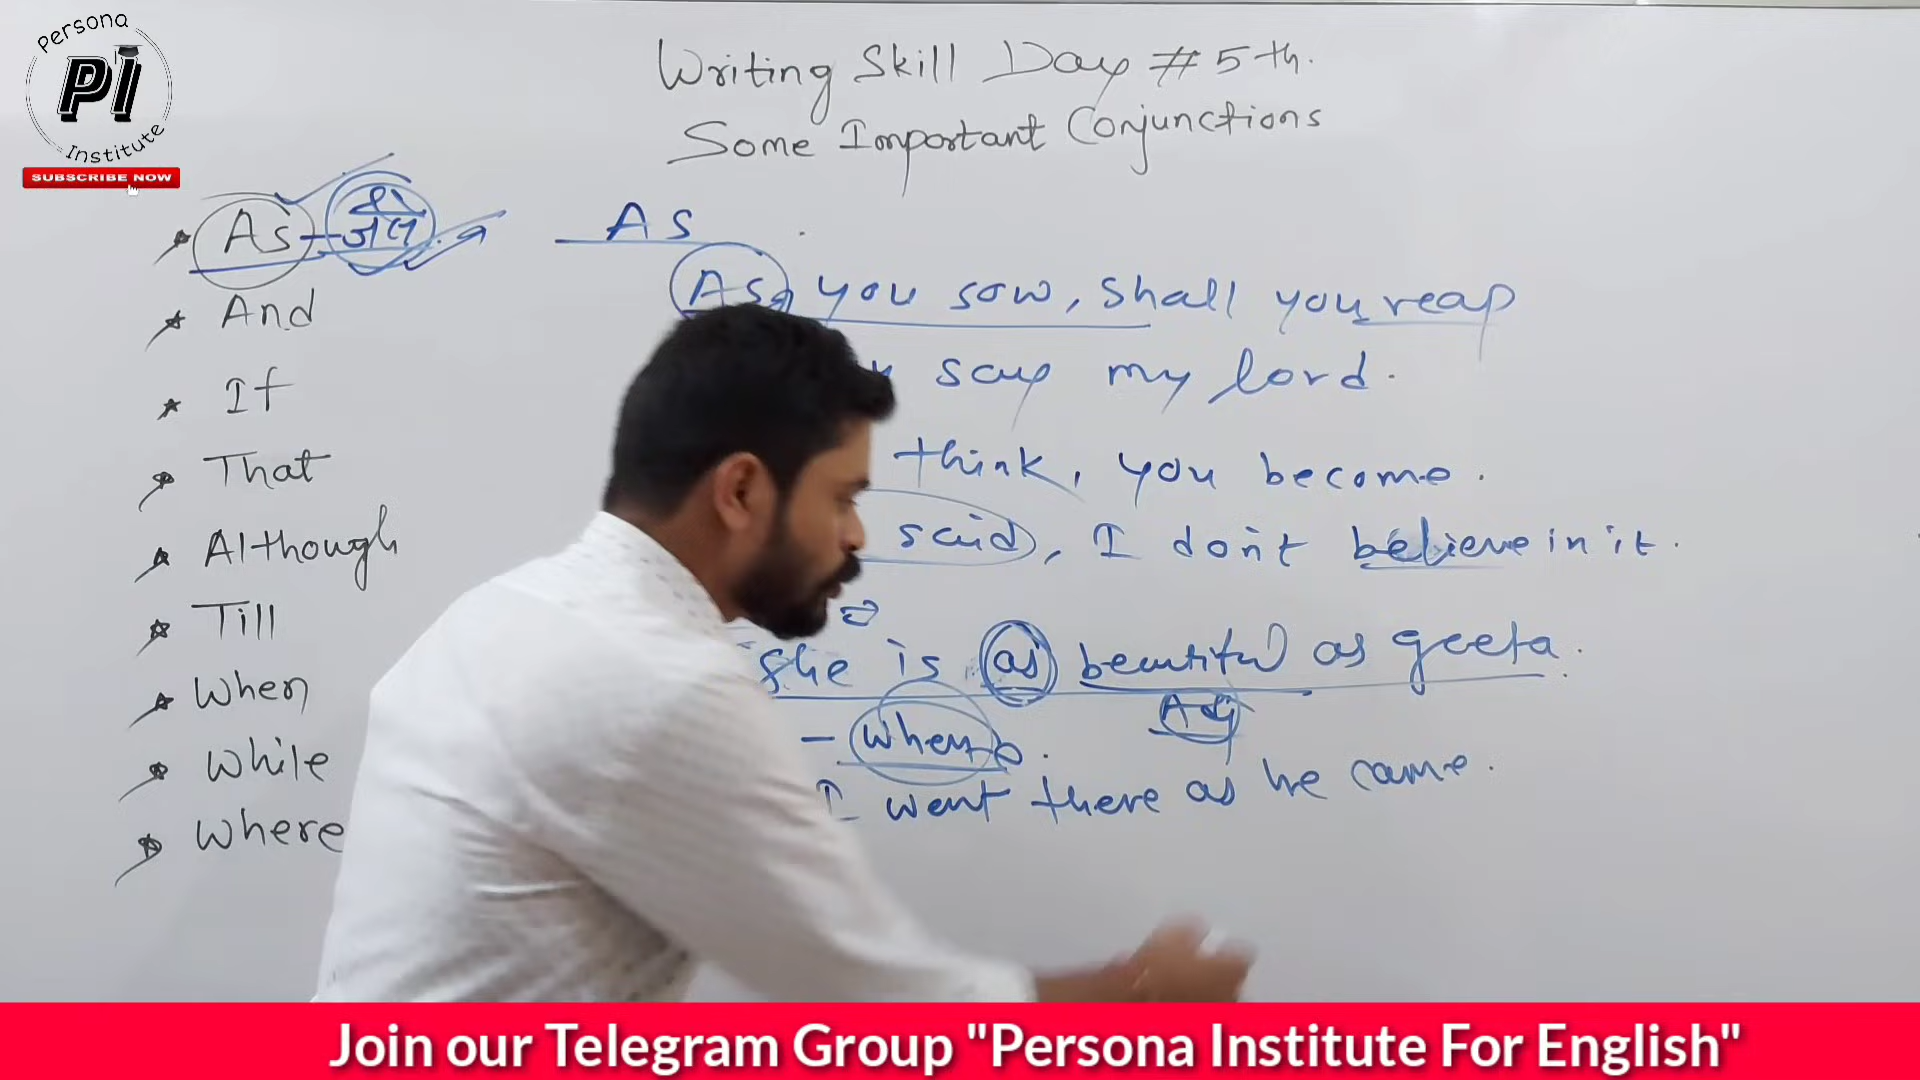 Persona
PI
Institute
SUBSCRIBE NOW
Writing Skill Day # 5th.
Some Important Conjunctions
As
And
If
That
Although
Till
When
While
Where
As
As you sow, shall you reap
say my lord.
think, you become.
said, I don't believe in it.
she is as beautiful as geeta.
Adj
- when
I went there as he came.
Join our Telegram Group "Persona Institute For English"